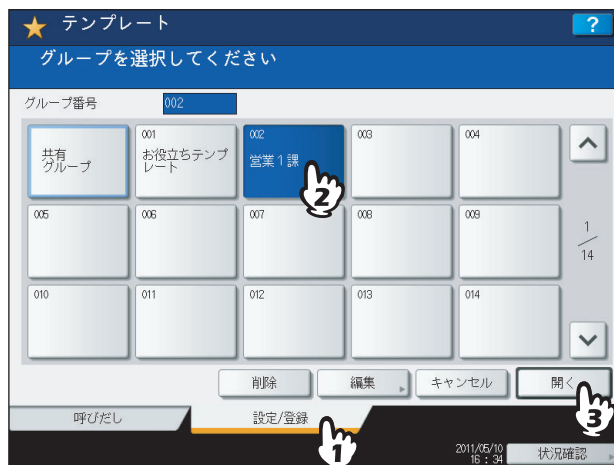 テンプレート
?
グループを選択してください
グループ番号 002
共有
グループ
001
お役立ちテンプ
レート
002
営業1課
003
004
005
006
007
008
009
1
14
010
011
012
013
014
削除 編集 キャンセル 開く
呼びだし 設定/登録
2011/05/10
16 : 34
状況確認
2
3
1